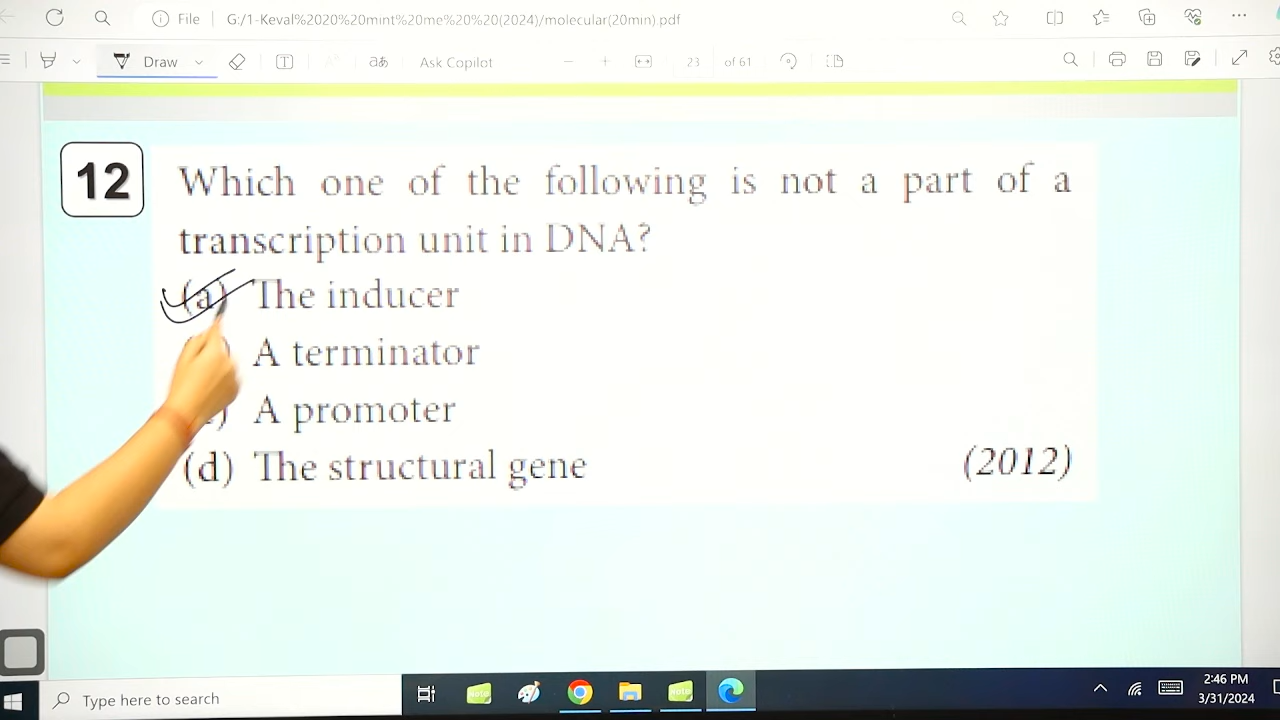 File G:/1-Keval%2020%20mint%20me%20%20(2024)/molecular(20min).pdf
Draw Ask Copilot 23 of 61
12 Which one of the following is not a part of a
transcription unit in DNA?
(a) The inducer
A terminator
A promoter
(d) The structural gene (2012)
Type here to search
2:46 PM
3/31/2024